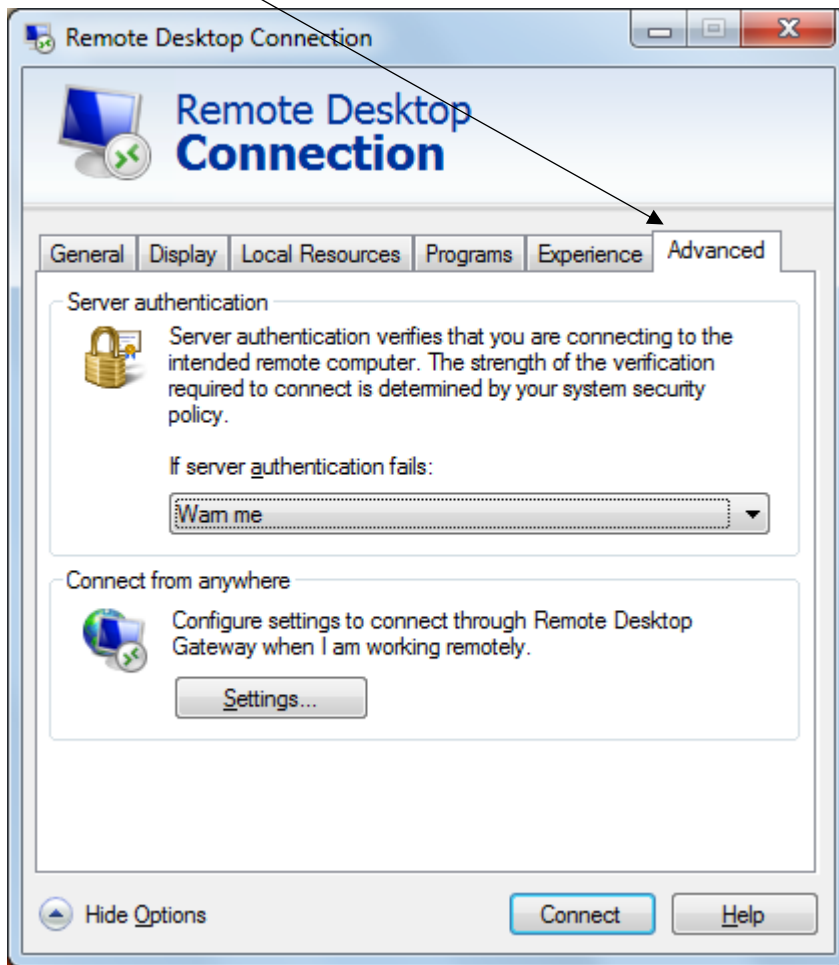 Remote Desktop Connection
Remote Desktop
Connection
General Display Local Resources Programs Experience Advanced
Server authentication
Server authentication verifies that you are connecting to the
intended remote computer. The strength of the verification
required to connect is determined by your system security
policy.
If server authentication fails:
Warn me
Connect from anywhere
Configure settings to connect through Remote Desktop
Gateway when I am working remotely.
Settings...
Hide Options Connect Help